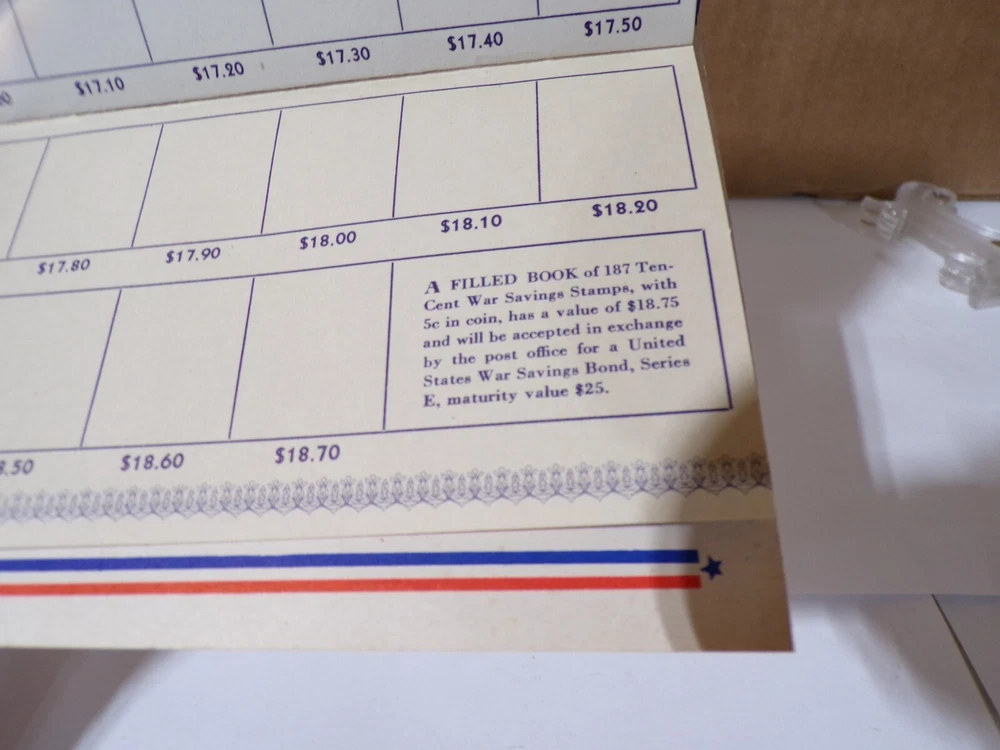 $17.10 $17.20 $17.30 $17.40 $17.50
$17.80 $17.90 $18.00 $18.10 $18.20
A FILLED BOOK of 187 Ten-
Cent War Savings Stamps, with
5c in coin, has a value of $18.75
and will be accepted in exchange
by the post office for a United
States War Savings Bond, Series
E, maturity value $25.
.50 $18.60 $18.70